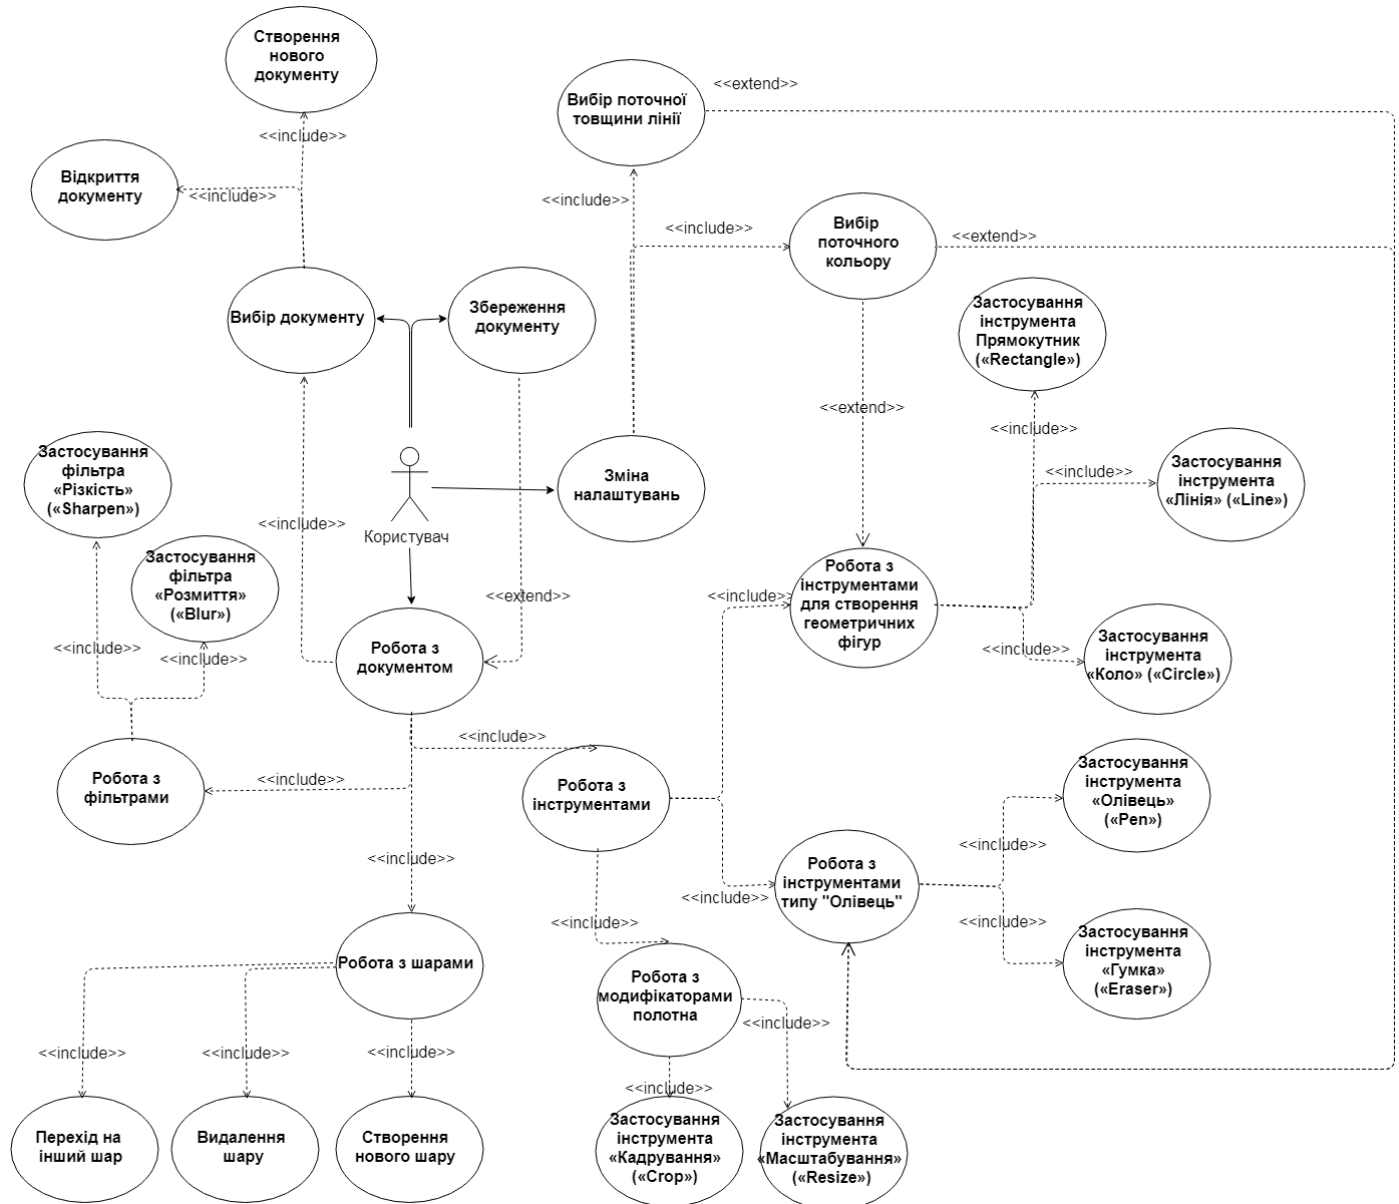 Створення
нового
документу
<<include>>
Відкриття
документу
<<include>>
Вибір поточної
товщини лінії
<<extend>>
<<include>>
<<include>>
Вибір
поточного
кольору
<<extend>>
Вибір документу
Збереження
документу
Застосування
інструмента
Прямокутник
(«Rectangle»)
<<extend>>
<<include>>
Застосування
фільтра
«Різкість»
(«Sharpen»)
Зміна
налаштувань
<<include>>
Застосування
інструмента
«Лінія» («Line»)
<<include>>
Користувач
Застосування
фільтра
«Розмиття»
(«Blur»)
<<extend>>
<<include>>
Робота з
інструментами
для створення
геометричних
фігур
<<include>>
<<include>>
Робота з
документом
<<include>>
Застосування
інструмента
«Коло» («Circle»)
<<include>>
Робота з
фільтрами
<<include>>
Робота з
інструментами
Застосування
інструмента
«Олівець»
(«Pen»)
<<include>>
<<include>>
<<include>>
Робота з
інструментами
типу "Олівець"
<<include>>
<<include>>
Застосування
інструмента
«Гумка»
(«Eraser»)
Робота з шарами
Робота з
модифікаторами
полотна
<<include>>
<<include>>
<<include>>
<<include>>
<<include>>
Перехід на
інший шар
Видалення
шару
Створення
нового шару
Застосування
інструмента
«Кадрування»
(«Crop»)
Застосування
інструмента
«Масштабування»
(«Resize»)